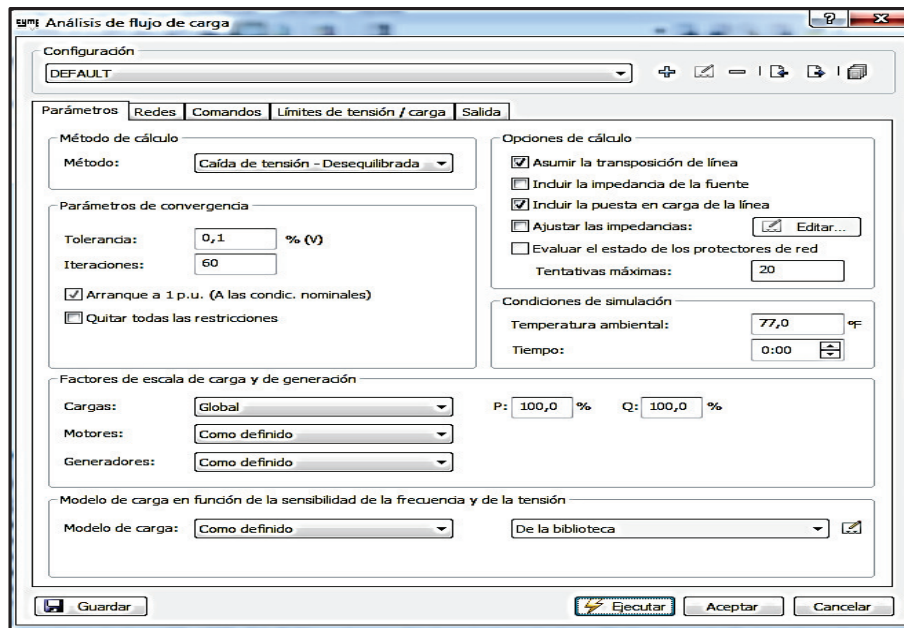 cyme Análisis de flujo de carga
Configuración
DEFAULT
Parámetros Redes Comandos Límites de tensión / carga Salida
Método de cálculo
Método: Caída de tensión - Desequilibrada
Parámetros de convergencia
Tolerancia: 0,1 % (V)
Iteraciones: 60
Arranque a 1 p.u. (A las condic. nominales)
Quitar todas las restricciones
Opciones de cálculo
Asumir la transposición de línea
Incluir la impedancia de la fuente
Incluir la puesta en carga de la línea
Ajustar las impedancias: Editar...
Evaluar el estado de los protectores de red
Tentativas máximas: 20
Condiciones de simulación
Temperatura ambiental: 77,0 °F
Tiempo: 0:00
Factores de escala de carga y de generación
Cargas: Global P: 100,0 % Q: 100,0 %
Motores: Como definido
Generadores: Como definido
Modelo de carga en función de la sensibilidad de la frecuencia y de la tensión
Modelo de carga: Como definido De la biblioteca
Guardar Ejecutar Aceptar Cancelar